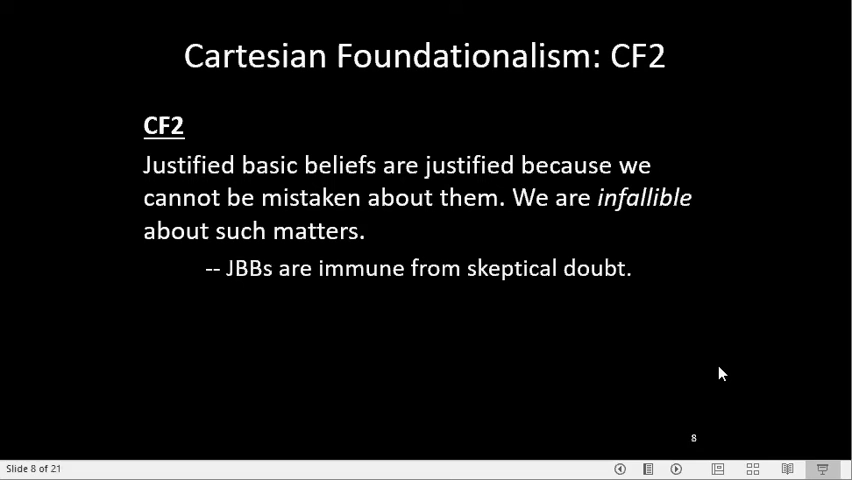 Cartesian Foundationalism: CF2
CF2
Justified basic beliefs are justified because we
cannot be mistaken about them. We are infallible
about such matters.
-- JBBs are immune from skeptical doubt.
8
Slide 8 of 21